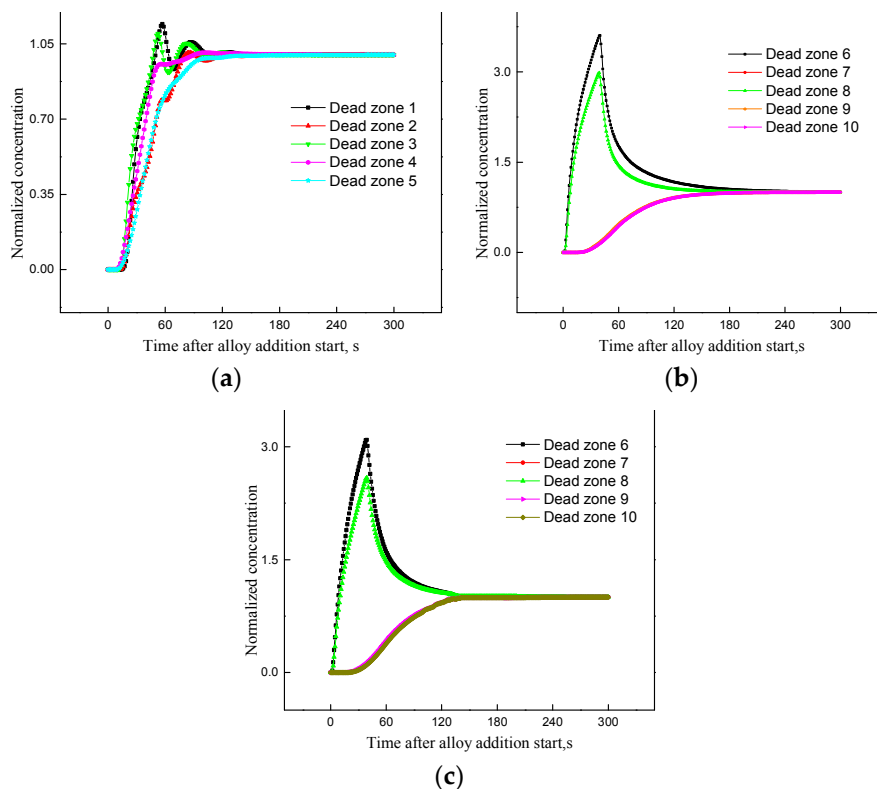 1.05
0.70
0.35
0.00
Normalized concentration
Dead zone 1
Dead zone 2
Dead zone 3
Dead zone 4
Dead zone 5
0 60 120 180 240 300
Time after alloy addition start, s
(a)
3.0
1.5
0.0
Normalized concentration
Dead zone 6
Dead zone 7
Dead zone 8
Dead zone 9
Dead zone 10
0 60 120 180 240 300
Time after alloy addition start,s
(b)
3.0
1.5
0.0
Normalized concentration
Dead zone 6
Dead zone 7
Dead zone 8
Dead zone 9
Dead zone 10
0 60 120 180 240 300
Time after alloy addition start,s
(c)